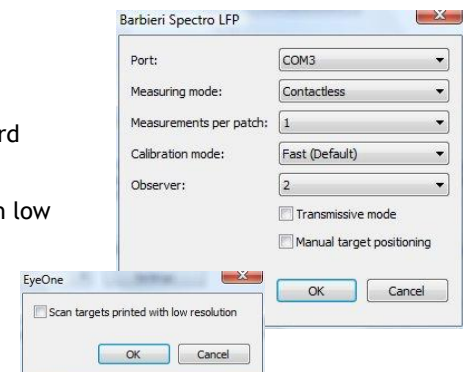 Barbieri Spectro LFP
Port: COM3
Measuring mode: Contactless
Measurements per patch: 1
Calibration mode: Fast (Default)
Observer: 2
Transmissive mode
Manual target positioning
OK Cancel
rd
low
EyeOne
Scan targets printed with low resolution
OK Cancel